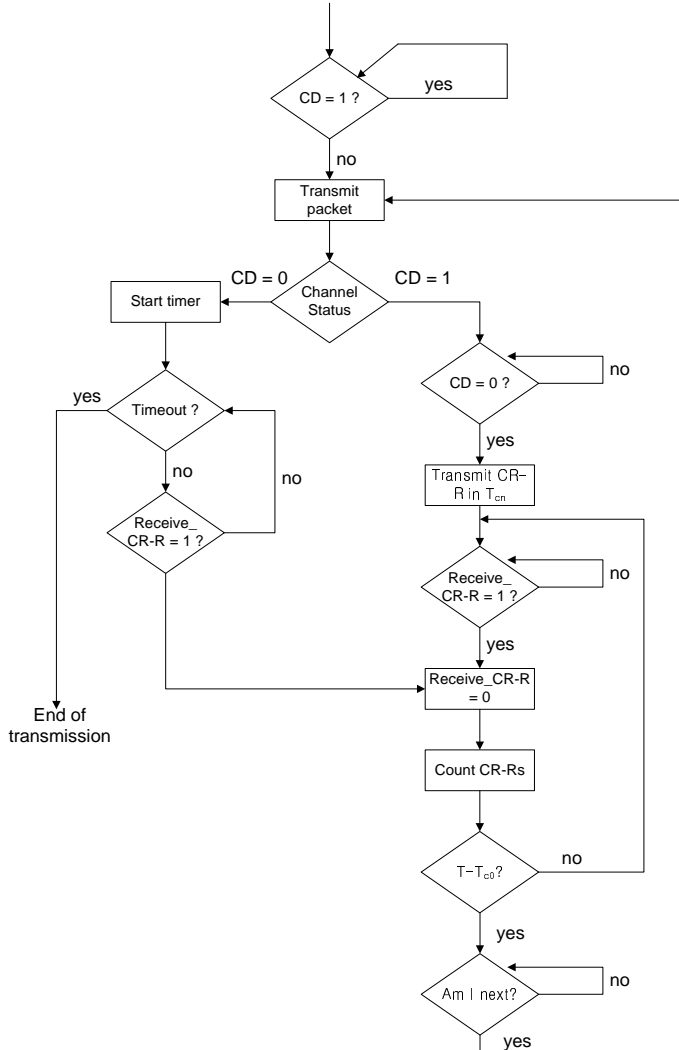 CD = 1 ?
yes
no
Transmit
packet
CD = 0
CD = 1
Channel
Status
Start timer
CD = 0 ?
no
yes
Timeout ?
yes
no
no
Transmit CR-
R in Tcn
Receive_
CR-R = 1 ?
Receive_
CR-R = 1 ?
no
yes
Receive_CR-R
= 0
End of
transmission
Count CR-Rs
T-Tc0?
no
yes
Am I next?
no
yes